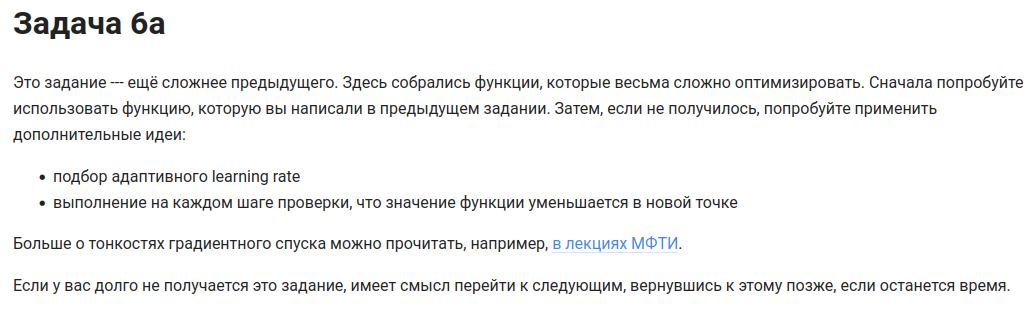 Задача 6а
Это задание --- ещё сложнее предыдущего. Здесь собрались функции, которые весьма сложно оптимизировать. Сначала попробуйте
использовать функцию, которую вы написали в предыдущем задании. Затем, если не получилось, попробуйте применить
дополнительные идеи:
• подбор адаптивного learning rate
• выполнение на каждом шаге проверки, что значение функции уменьшается в новой точке
Больше о тонкостях градиентного спуска можно прочитать, например, в лекциях МФТИ.
Если у вас долго не получается это задание, имеет смысл перейти к следующим, вернувшись к этому позже, если останется время.